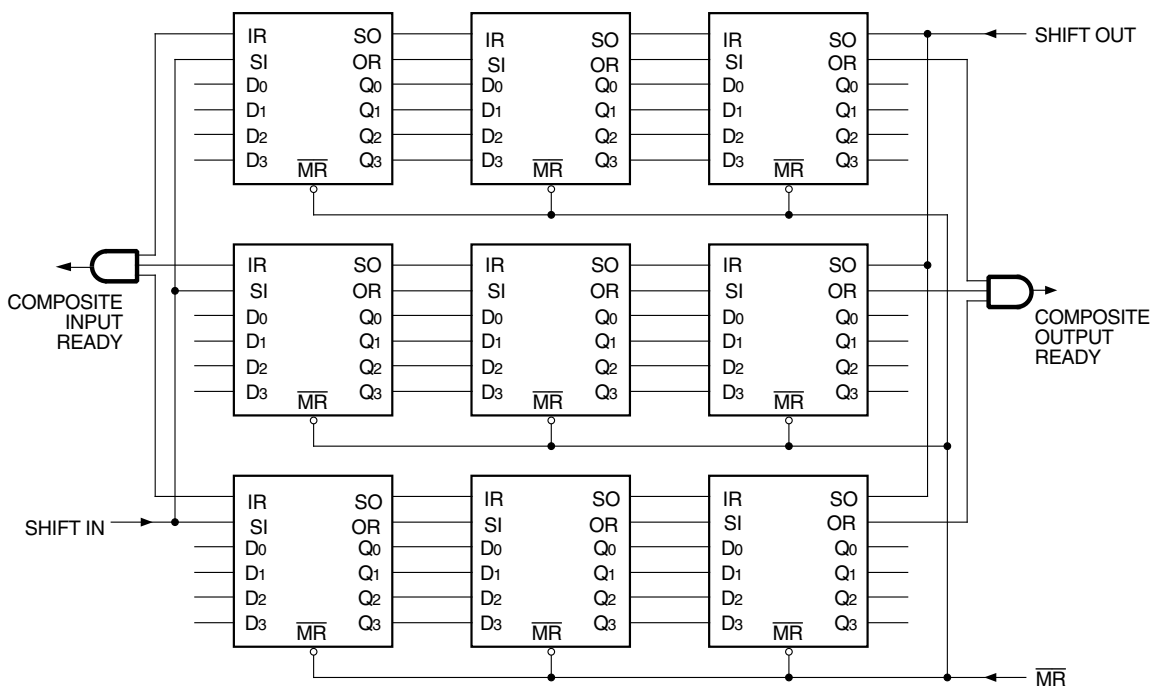 IR SO IR SO IR SO SHIFT OUT
SI OR SI OR SI OR
D0 Q0 D0 Q0 D0 Q0
D1 Q1 D1 Q1 D1 Q1
D2 Q2 D2 Q2 D2 Q2
D3 Q3 D3 Q3 D3 Q3
MR MR MR
IR SO IR SO IR SO
SI OR SI OR SI OR
COMPOSITE
INPUT
READY
D0 Q0 D0 Q0 D0 Q0
D1 Q1 D1 Q1 D1 Q1
D2 Q2 D2 Q2 D2 Q2
D3 Q3 D3 Q3 D3 Q3
MR MR MR
COMPOSITE
OUTPUT
READY
IR SO IR SO IR SO
SHIFT IN SI OR SI OR SI OR
D0 Q0 D0 Q0 D0 Q0
D1 Q1 D1 Q1 D1 Q1
D2 Q2 D2 Q2 D2 Q2
D3 Q3 D3 Q3 D3 Q3
MR MR MR
MR